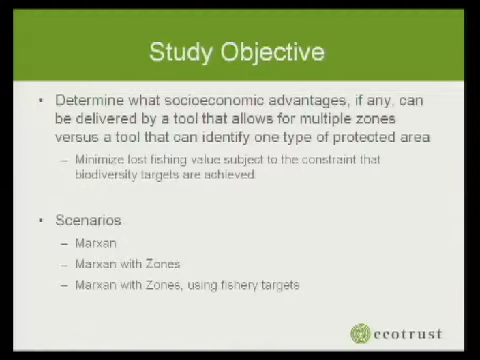 Study Objective
• Determine what socioeconomic advantages, if any, can
be delivered by a tool that allows for multiple zones
versus a tool that can identify one type of protected area
– Minimize lost fishing value subject to the constraint that
biodiversity targets are achieved.
• Scenarios
– Marxan
– Marxan with Zones
– Marxan with Zones, using fishery targets
ecotrust